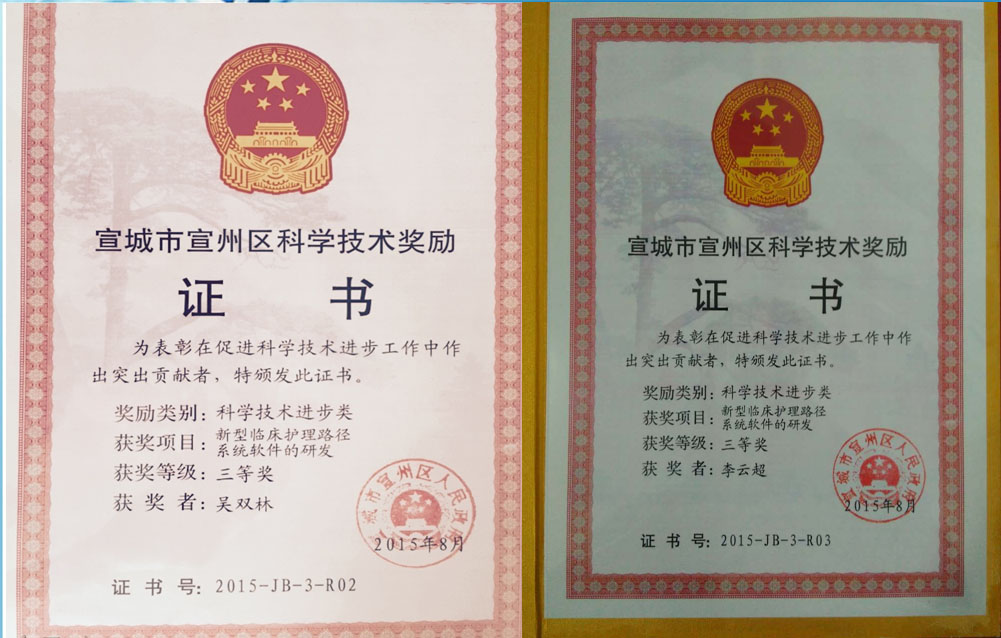 宣城市宣州区科学技术奖励
证 书
为表彰在促进科学技术进步工作中作
出突出贡献者，特颁发此证书。
奖励类别：科学技术进步类
获奖项目：新型临床护理路径
系统软件的研发
获奖等级：三等奖
获 奖 者：吴双林
城市宣州区人民政府
2015年8月
证 书 号：2015-JB-3-R02
宣城市宣州区科学技术奖励
证 书
为表彰在促进科学技术进步工作中作
出突出贡献者，特颁发此证书。
奖励类别：科学技术进步类
获奖项目：新型临床护理路径
系统软件的研发
获奖等级：三等奖
获 奖 者：李云超
宣城市宣州区人民政府
2015年8月
证 书 号：2015-JB-3-R03